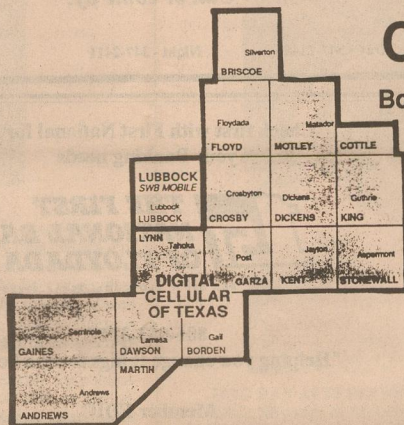 Silverton
BRISCOE
C
Bo
Floydada
Matador
FLOYD
MOTLEY
COTTLE
LUBBOCK
SWB MOBILE
Lubbock
LUBBOCK
Crosbyton
CROSBY
Dickens
DICKENS
Guthrie
KING
LYNN
Tahoka
Post
GARZA
Jayton
KENT
Aspermont
STONEWALL
DIGITAL
CELLULAR
OF TEXAS
Seminole
GAINES
Lamesa
DAWSON
Gail
BORDEN
Andrews
ANDREWS
MARTIN